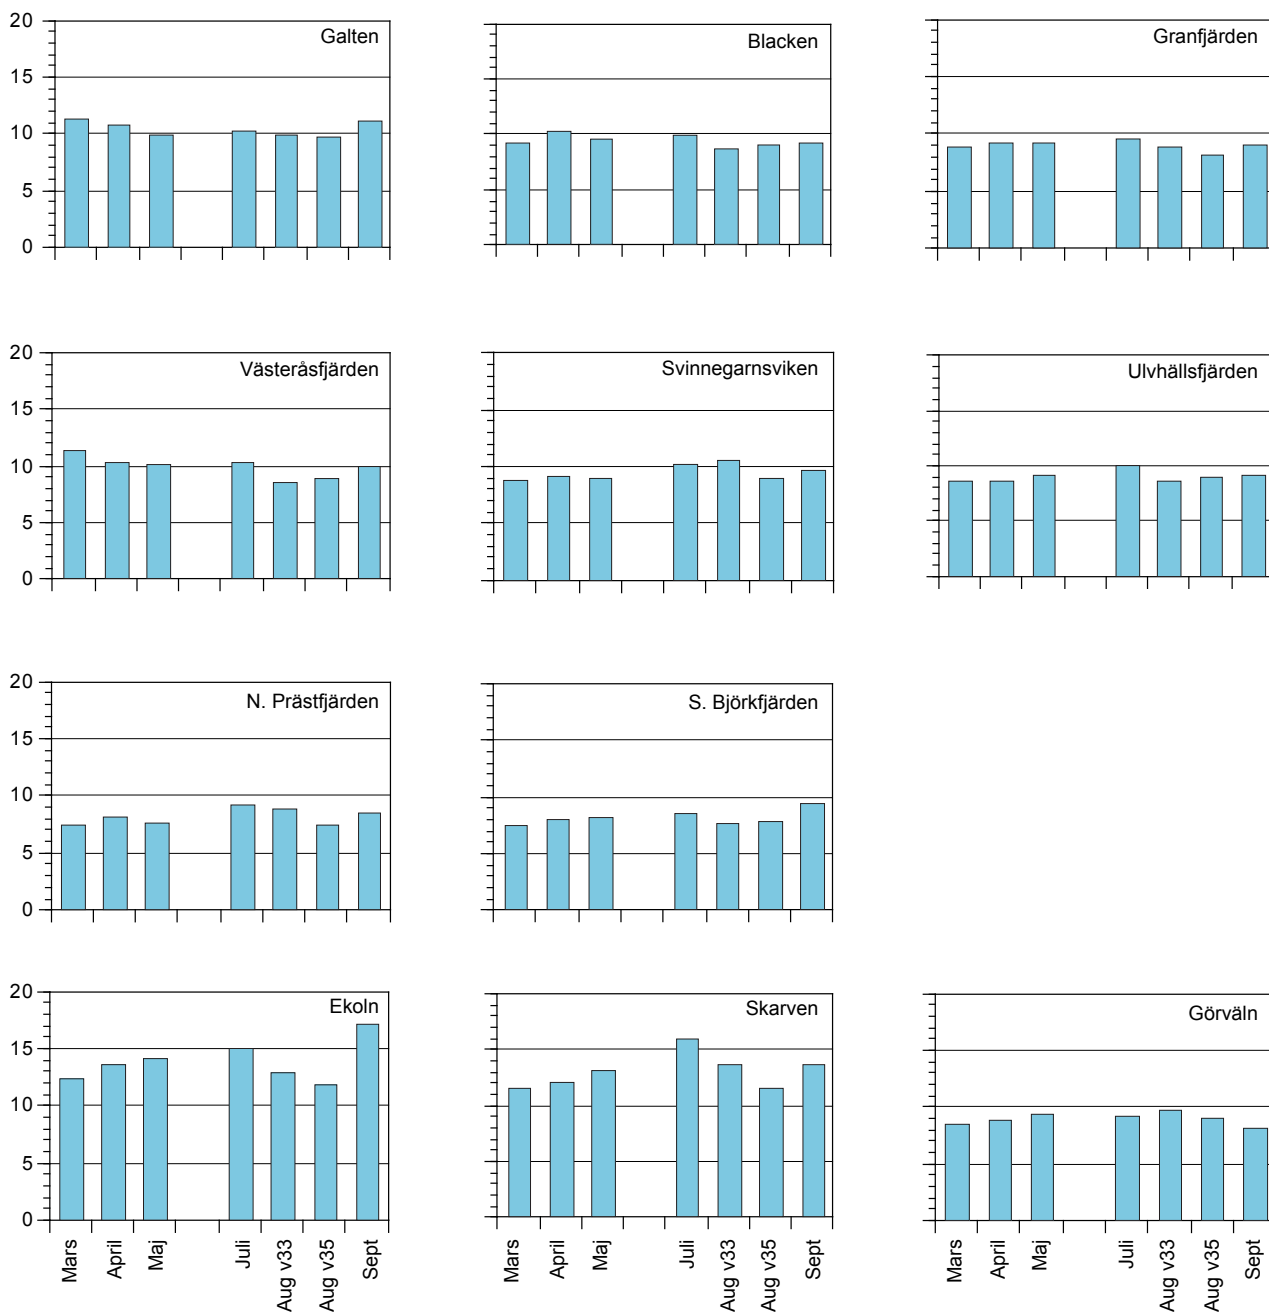 20
15
10
5
0
Galten
Blacken
Granfjärden
20
15
10
5
0
Västeråsfjärden
Svinnegarnsviken
Ulvhällsfjärden
20
15
10
5
0
N. Prästfjärden
S. Björkfjärden
20
15
10
5
0
Ekoln
Skarven
Görväln
Mars
April
Maj
Juli
Aug v33
Aug v35
Sept
Mars
April
Maj
Juli
Aug v33
Aug v35
Sept
Mars
April
Maj
Juli
Aug v33
Aug v35
Sept